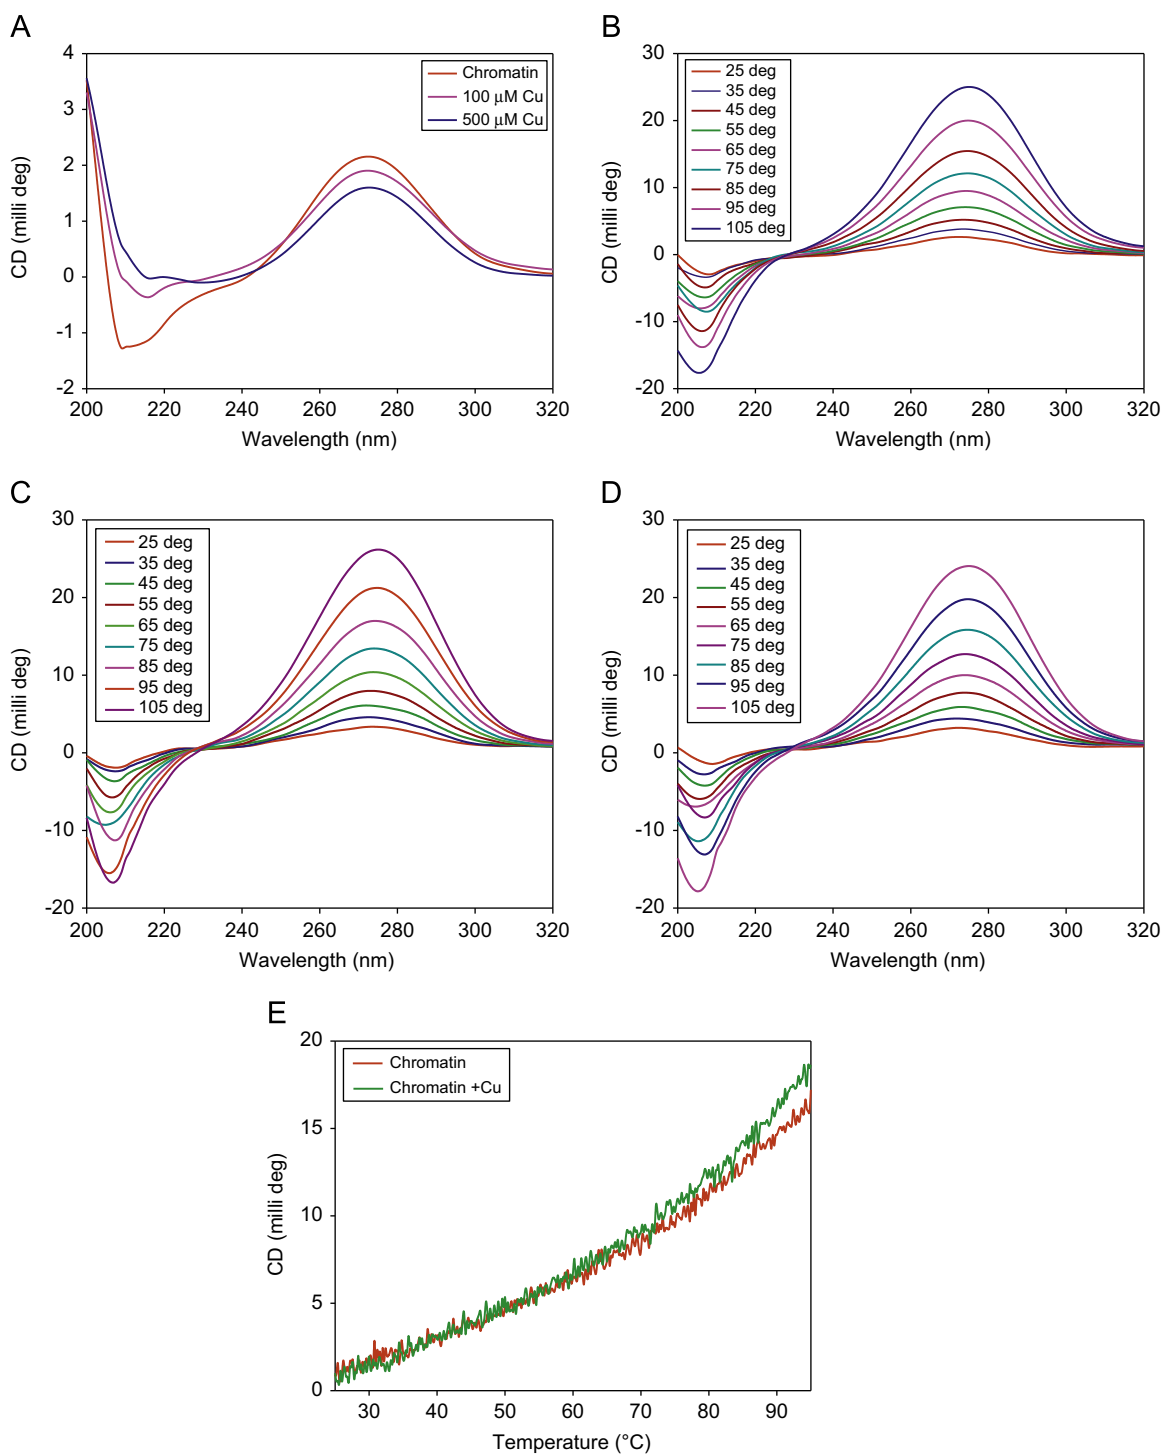 A
CD (milli deg)
4
3
2
1
0
-1
-2
200 220 240 260 280 300 320
Wavelength (nm)
Chromatin
100 μM Cu
500 μM Cu
B
CD (milli deg)
30
20
10
0
-10
-20
200 220 240 260 280 300 320
Wavelength (nm)
25 deg
35 deg
45 deg
55 deg
65 deg
75 deg
85 deg
95 deg
105 deg
C
CD (milli deg)
30
20
10
0
-10
-20
200 220 240 260 280 300 320
Wavelength (nm)
25 deg
35 deg
45 deg
55 deg
65 deg
75 deg
85 deg
95 deg
105 deg
D
CD (milli deg)
30
20
10
0
-10
-20
200 220 240 260 280 300 320
Wavelength (nm)
25 deg
35 deg
45 deg
55 deg
65 deg
75 deg
85 deg
95 deg
105 deg
E
CD (milli deg)
20
15
10
5
0
30 40 50 60 70 80 90
Temperature (°C)
Chromatin
Chromatin +Cu